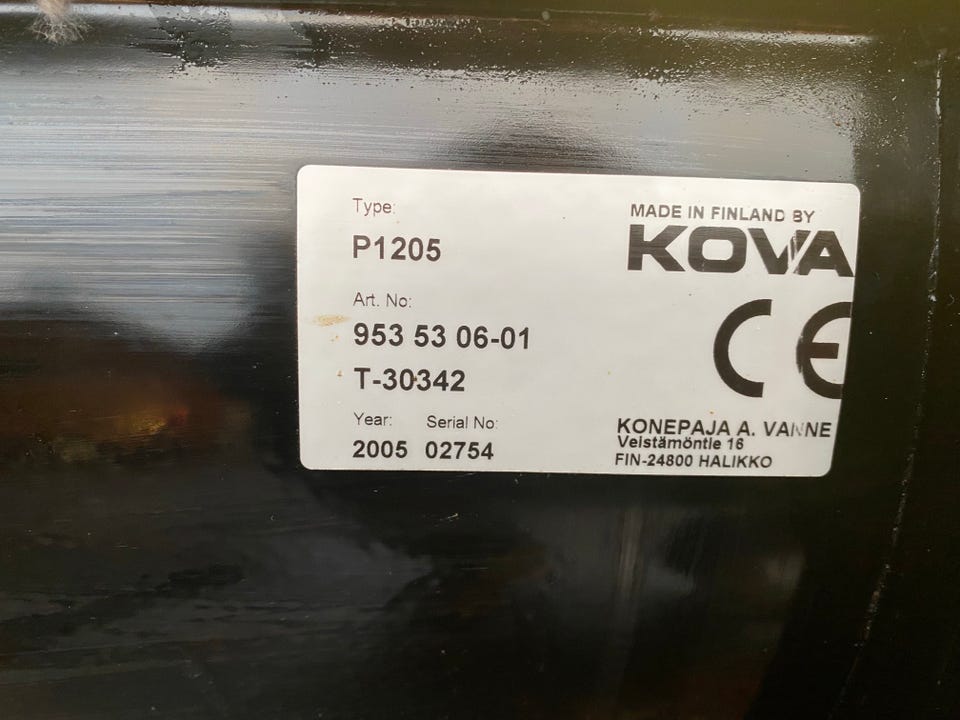 Type:
P1205
Art. No:
953 53 06-01
T-30342
Year: Serial No:
2005 02754
MADE IN FINLAND BY
KOVA
CE
KONEPAJA A. VANNE
Veistämöntie 16
FIN-24800 HALIKKO